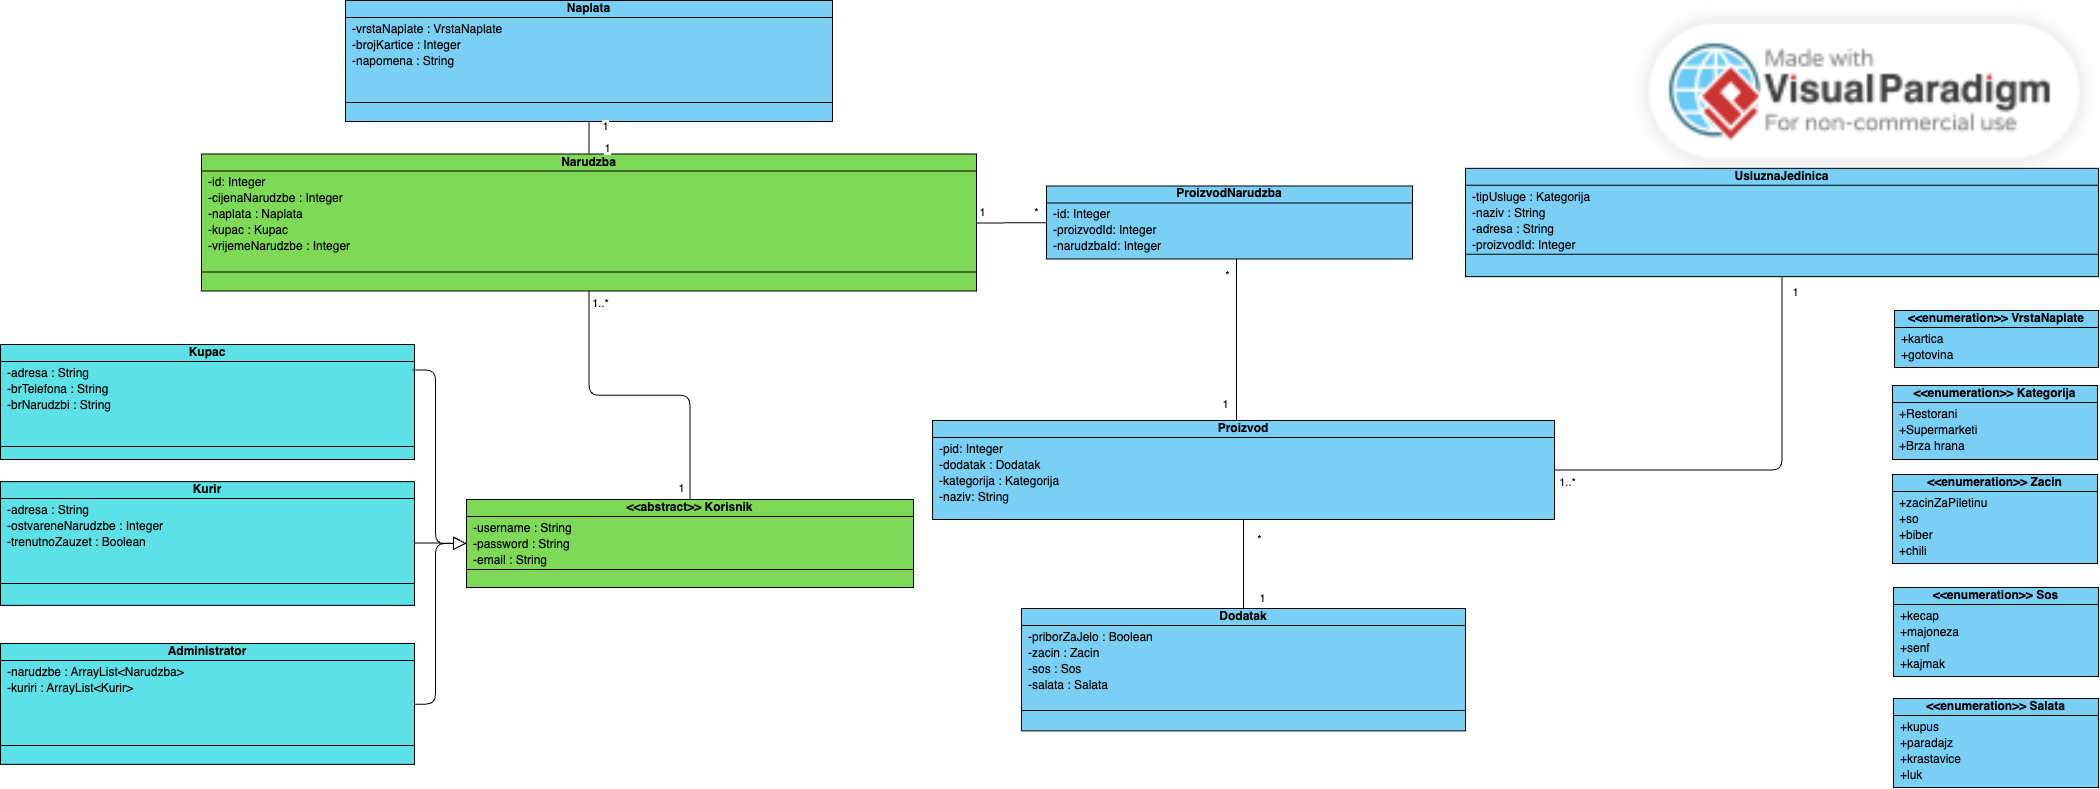 Naplata
-vrstaNaplate : VrstaNaplate
-brojKartice : Integer
-napomena : String
1
1
Narudzba
-id: Integer
-cijenaNarudzbe : Integer
-naplata : Naplata
-kupac : Kupac
-vrijemeNarudzbe : Integer
1
*
1..*
ProizvodNarudzba
-id: Integer
-proizvodId: Integer
-narudzbaId: Integer
*
1
Made with
Visual Paradigm
For non-commercial use
UsluznaJedinica
-tipUsluge : Kategorija
-naziv : String
-adresa : String
-proizvodId: Integer
1
1..*
Kupac
-adresa : String
-brTelefona : String
-brNarudzbi : String
Kurir
-adresa : String
-ostvareneNarudzbe : Integer
-trenutnoZauzet : Boolean
Administrator
-narudzbe : ArrayList<Narudzba>
-kuriri : ArrayList<Kurir>
1
<<abstract>> Korisnik
-username : String
-password : String
-email : String
Proizvod
-pid: Integer
-dodatak : Dodatak
-kategorija : Kategorija
-naziv: String
*
1
Dodatak
-priborZaJelo : Boolean
-zacin : Zacin
-sos : Sos
-salata : Salata
<<enumeration>> VrstaNaplate
+kartica
+gotovina
<<enumeration>> Kategorija
+Restorani
+Supermarketi
+Brza hrana
<<enumeration>> Zacin
+zacinZaPiletinu
+so
+biber
+chili
<<enumeration>> Sos
+kecap
+majoneza
+senf
+kajmak
<<enumeration>> Salata
+kupus
+paradajz
+krastavice
+luk